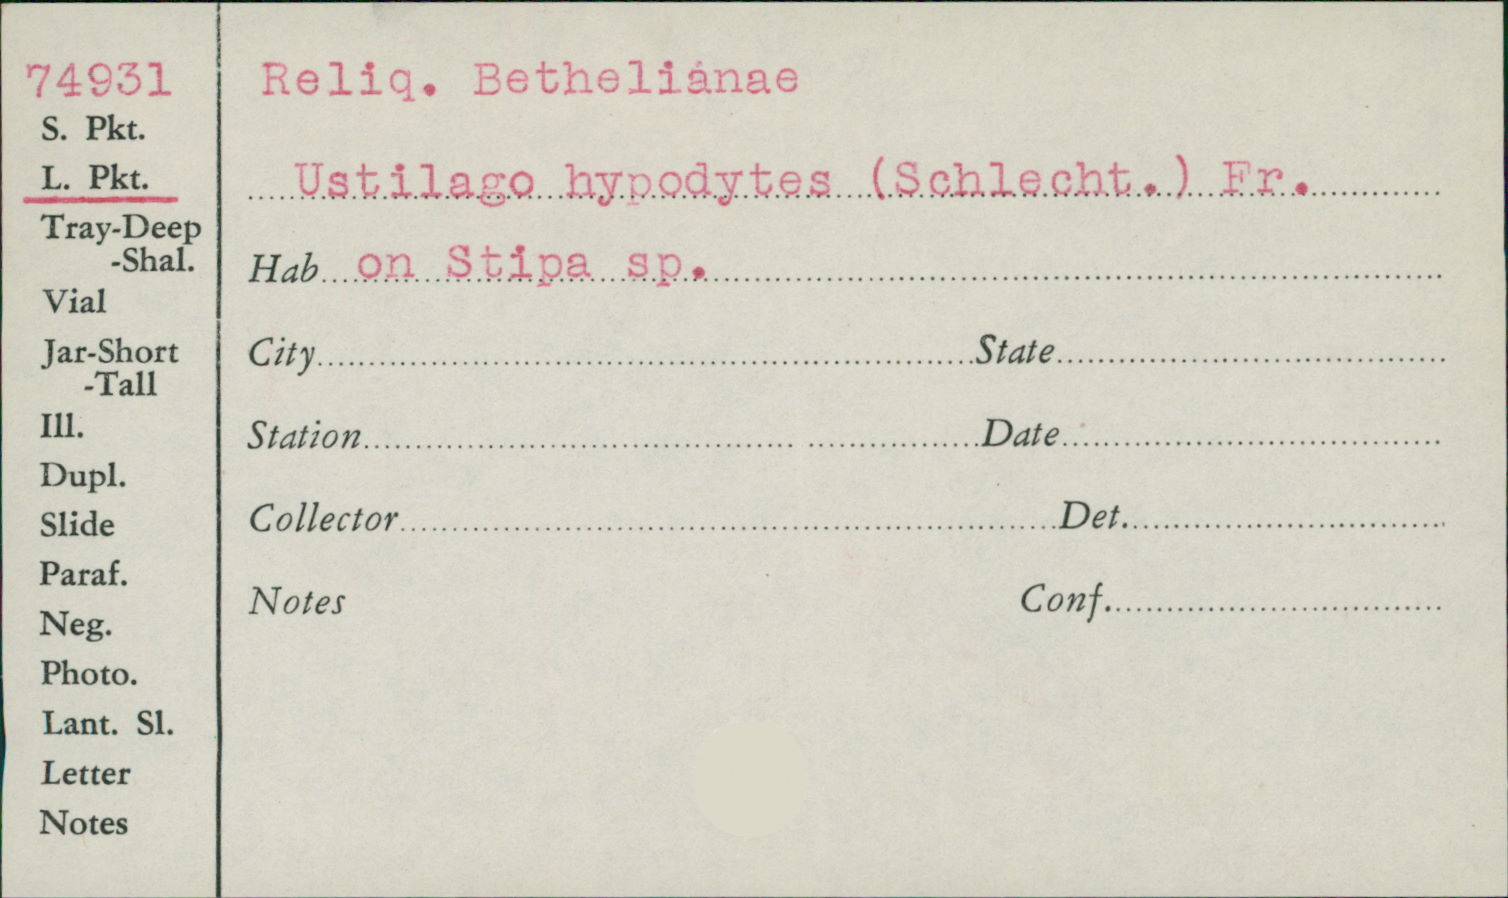 74931
S. Pkt.
L. Pkt.
Tray-Deep
-Shal.
Vial
Jar-Short
-Tall
Ill.
Dupl.
Slide
Paraf.
Neg.
Photo.
Lant. Sl.
Letter
Notes
Reliq. Betheliánae
Ustilago hypodytes (Schlecht.) Fr.
Hab on Stipa sp.
City State
Station Date
Collector Det.
Notes Conf.